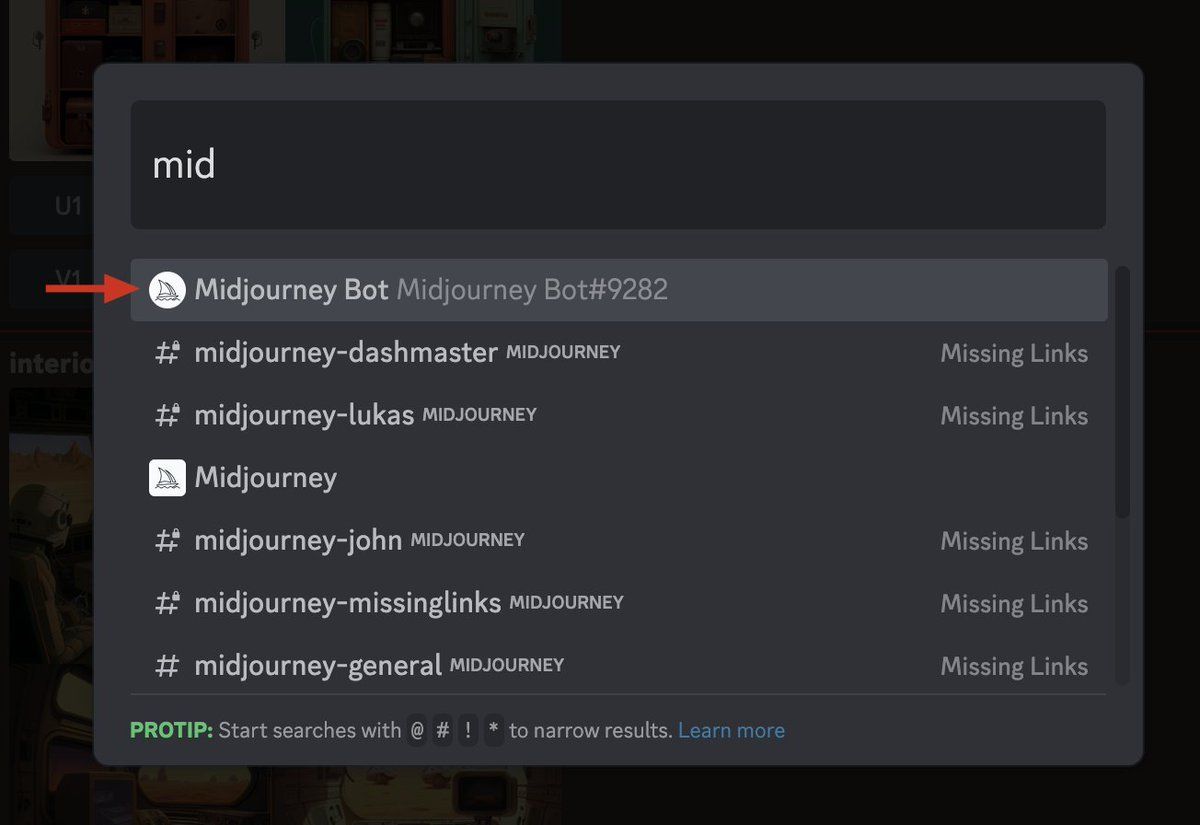 mid
U1
Midjourney Bot Midjourney Bot#9282
V1
midjourney-dashmaster MIDJOURNEY Missing Links
interio
midjourney-lukas MIDJOURNEY Missing Links
Midjourney
midjourney-john MIDJOURNEY Missing Links
midjourney-missinglinks MIDJOURNEY Missing Links
# midjourney-general MIDJOURNEY Missing Links
PROTIP: Start searches with @ # ! * to narrow results. Learn more